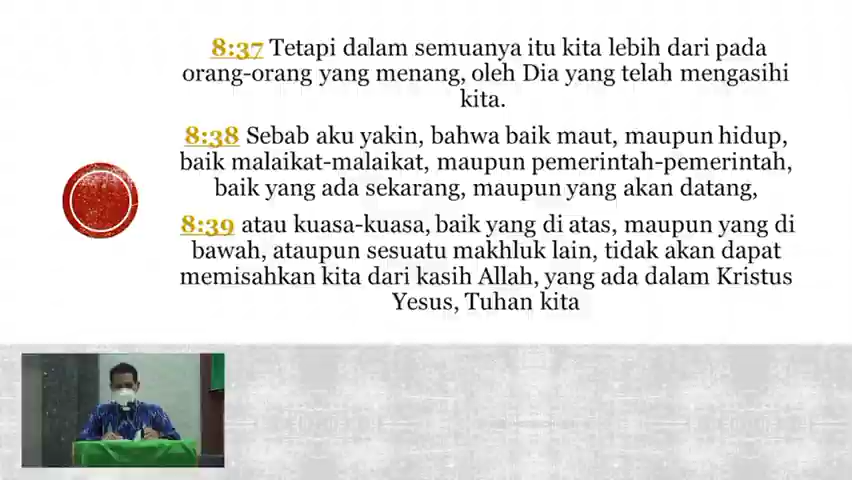 8:37 Tetapi dalam semuanya itu kita lebih dari pada
orang-orang yang menang, oleh Dia yang telah mengasihi
kita.
8:38 Sebab aku yakin, bahwa baik maut, maupun hidup,
baik malaikat-malaikat, maupun pemerintah-pemerintah,
baik yang ada sekarang, maupun yang akan datang,
8:39 atau kuasa-kuasa, baik yang di atas, maupun yang di
bawah, ataupun sesuatu makhluk lain, tidak akan dapat
memisahkan kita dari kasih Allah, yang ada dalam Kristus
Yesus, Tuhan kita